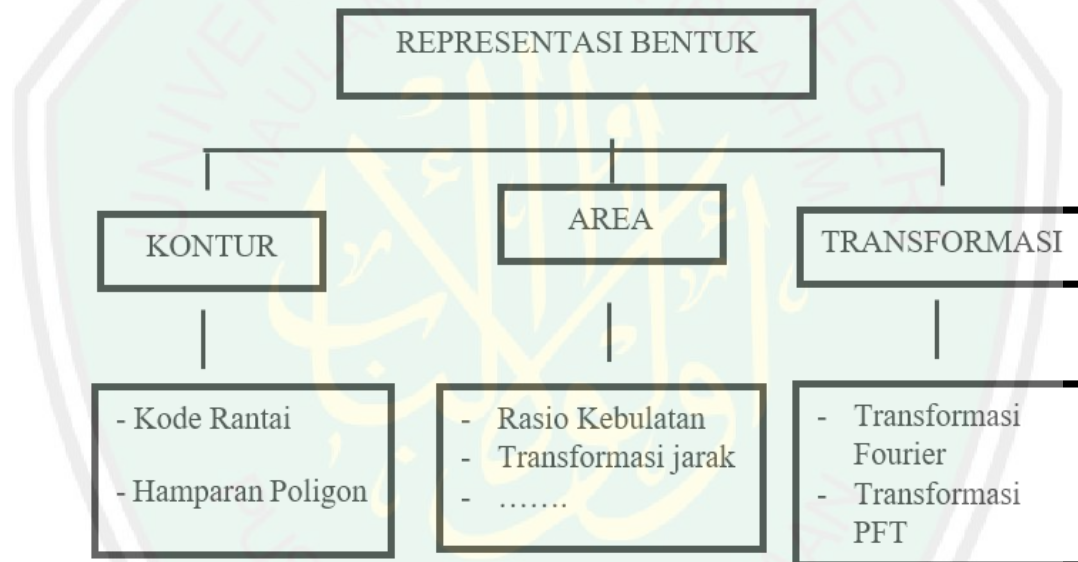 REPRESENTASI BENTUK
KONTUR
AREA
TRANSFORMASI
- Kode Rantai
- Hamparan Poligon
- Rasio Kebulatan
- Transformasi jarak
- .......
- Transformasi
Fourier
- Transformasi
PFT